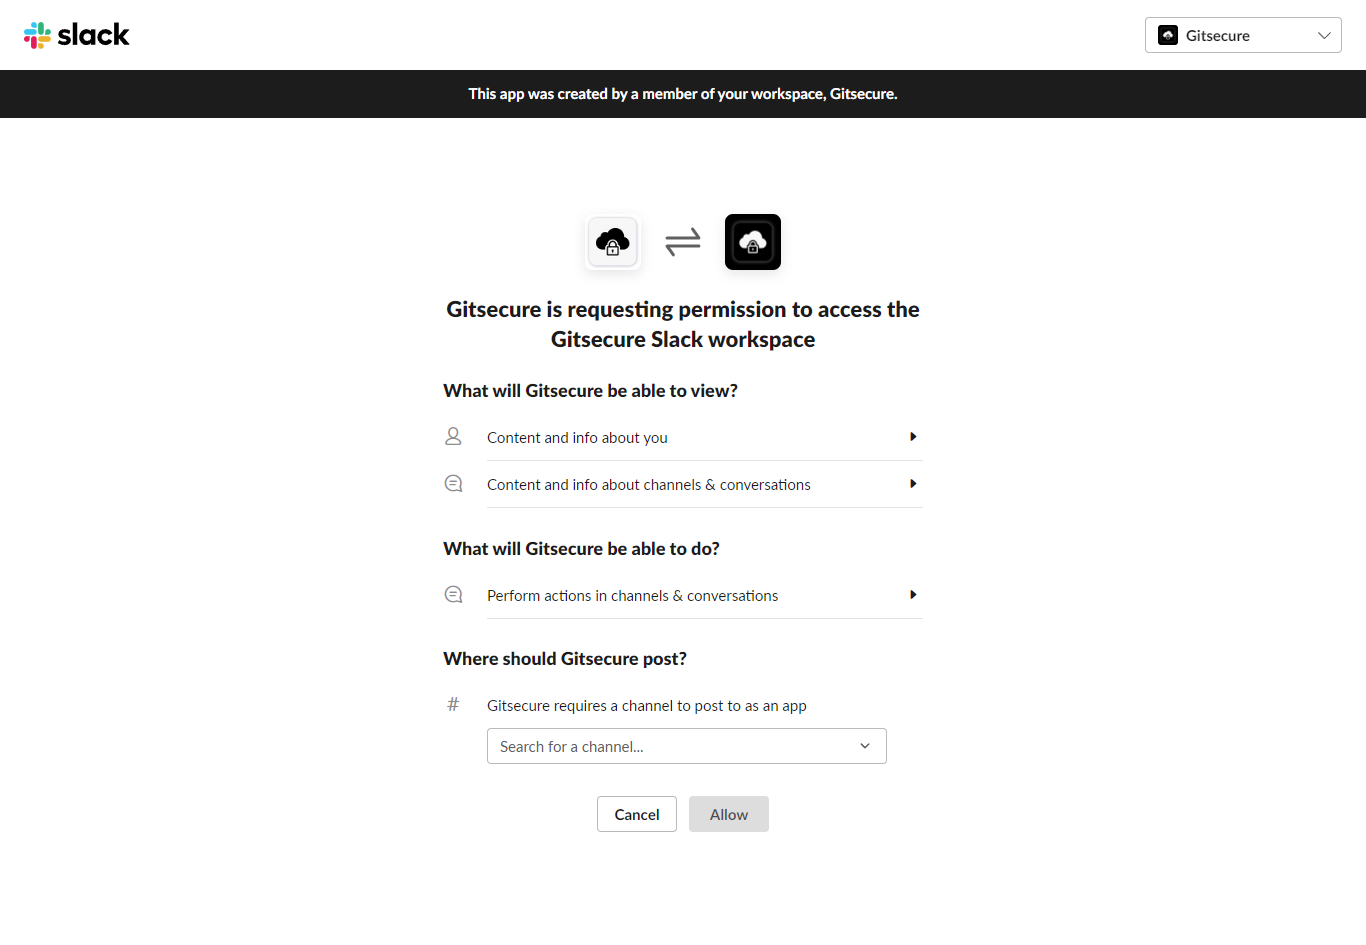 slack
Gitsecure
This app was created by a member of your workspace, Gitsecure.
Gitsecure is requesting permission to access the
Gitsecure Slack workspace
What will Gitsecure be able to view?
Content and info about you
Content and info about channels & conversations
What will Gitsecure be able to do?
Perform actions in channels & conversations
Where should Gitsecure post?
# Gitsecure requires a channel to post to as an app
Search for a channel...
Cancel Allow